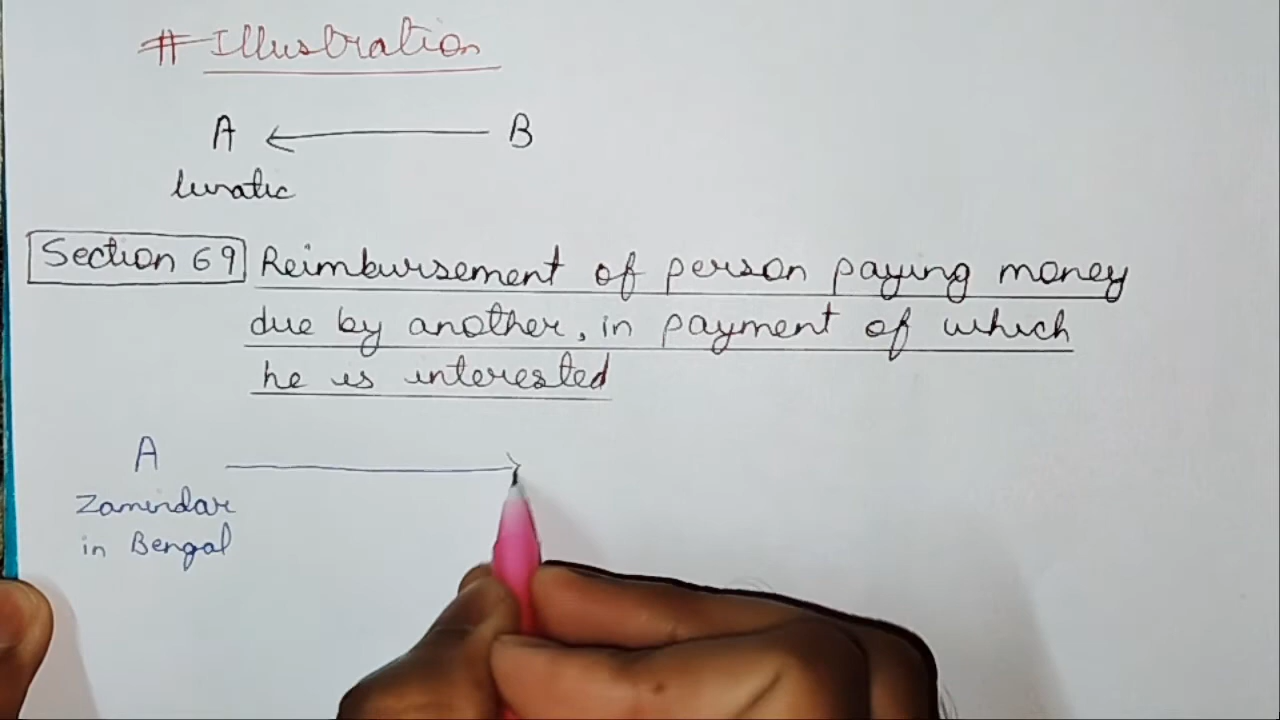 # Illustration
A ← B
lunatic
Section 69 Reimbursement of person paying money
due by another, in payment of which
he is interested
A →
Zamindar
in Bengal